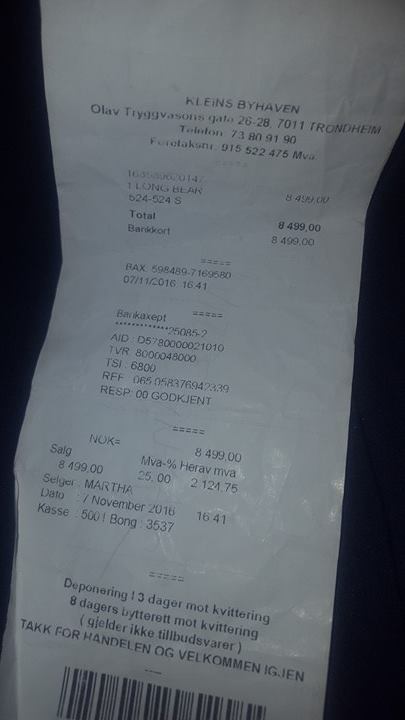 KLEINS BYHAVEN
Olav Tryggvasons gate 26-28, 7011 TRONDHEIM
Telefon: 73 80 91 90
Foretaksnr. 915 522 475 Mva
=====
1 LONG BEAR 8 499,00
524-524 S
Total 8 499,00
Bankkort 8 499,00
=====
BAX: 598489-7169580
07/11/2016 16:41
=====
Bankaxept
************25085-2
AID : D5780000021010
TVR : 8000048000
TSI : 6800
REF : 065 058376942339
RESP: 00 GODKJENT
=====
NOK= 8 499,00
Salg Mva-% Herav mva
8 499,00 25,00 2 124,75
Selger : MARTHA
Dato : 7 November 2016 16:41
Kasse : 5001 Bong : 3537
=====
Deponering i 3 dager mot kvittering
8 dagers bytterett mot kvittering
( gjelder ikke tillbudsvarer )
TAKK FOR HANDELEN OG VELKOMMEN IGJEN